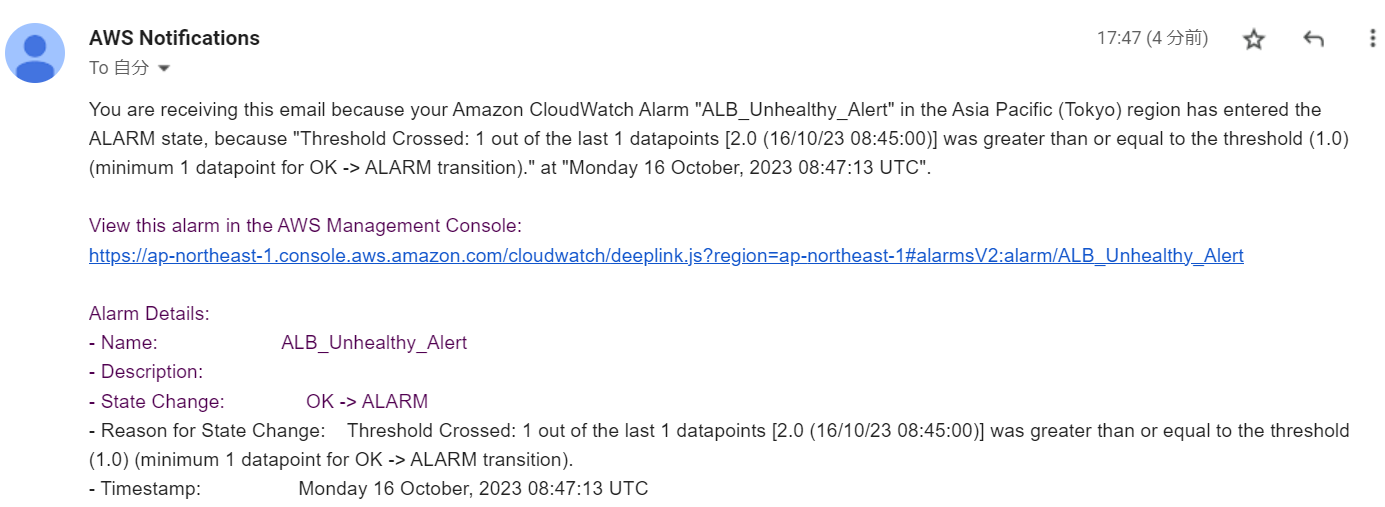 AWS Notifications
17:47 (4 分前)
To 自分
You are receiving this email because your Amazon CloudWatch Alarm "ALB_Unhealthy_Alert" in the Asia Pacific (Tokyo) region has entered the
ALARM state, because "Threshold Crossed: 1 out of the last 1 datapoints [2.0 (16/10/23 08:45:00)] was greater than or equal to the threshold (1.0)
(minimum 1 datapoint for OK -> ALARM transition)." at "Monday 16 October, 2023 08:47:13 UTC".
View this alarm in the AWS Management Console:
https://ap-northeast-1.console.aws.amazon.com/cloudwatch/deeplink.js?region=ap-northeast-1#alarmsV2:alarm/ALB_Unhealthy_Alert
Alarm Details:
- Name: ALB_Unhealthy_Alert
- Description:
- State Change: OK -> ALARM
- Reason for State Change: Threshold Crossed: 1 out of the last 1 datapoints [2.0 (16/10/23 08:45:00)] was greater than or equal to the threshold
(1.0) (minimum 1 datapoint for OK -> ALARM transition).
- Timestamp: Monday 16 October, 2023 08:47:13 UTC